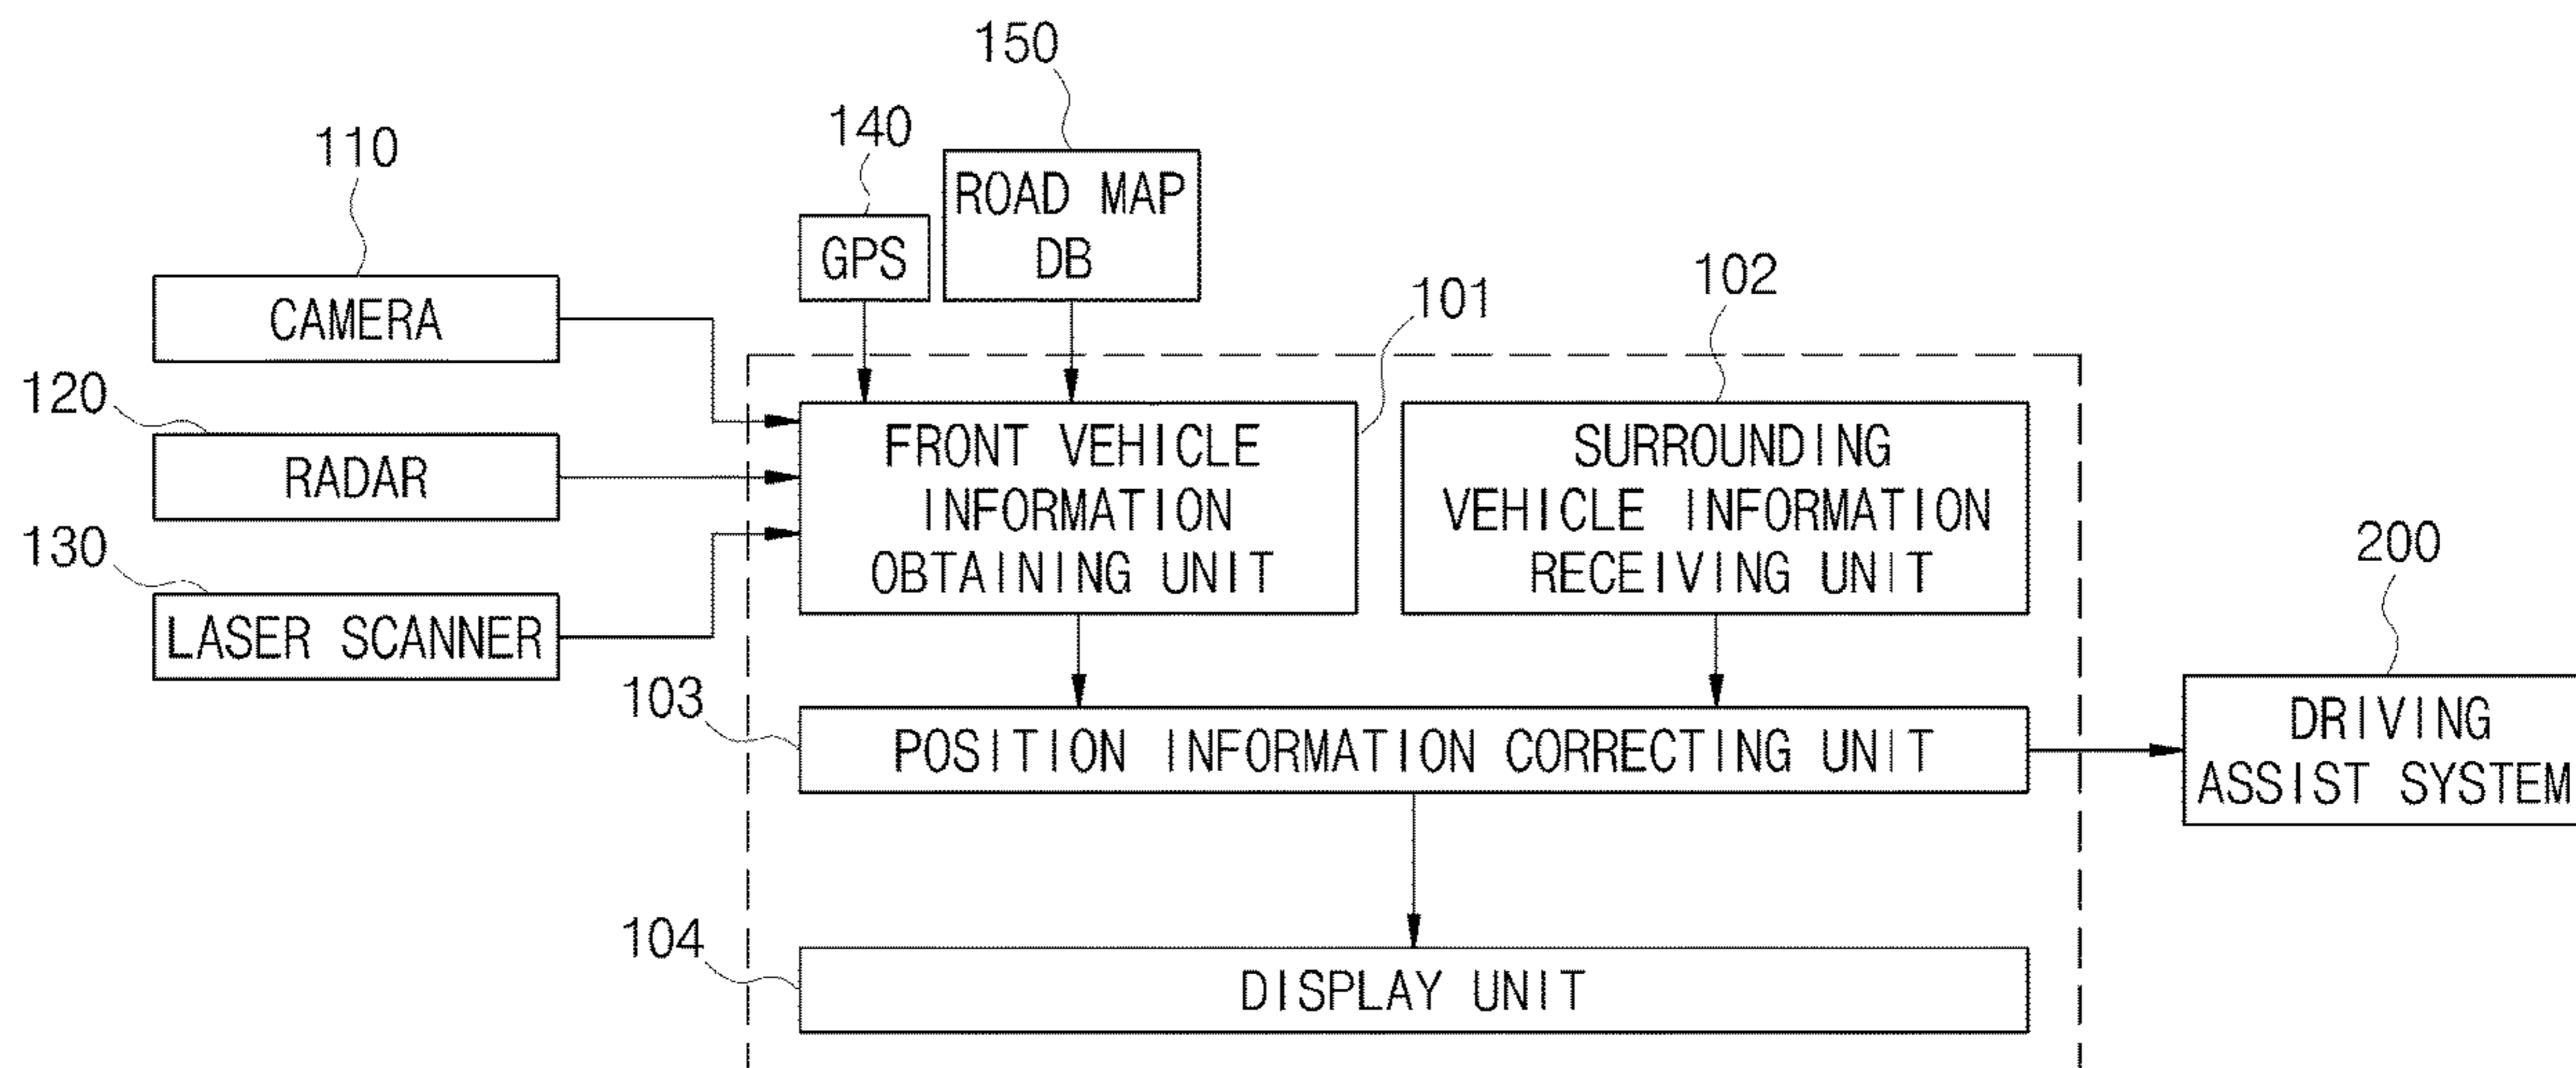 150
140
110
ROAD MAP
DB
GPS
102
101
CAMERA
120
FRONT VEHICLE
INFORMATION
OBTAINING UNIT
SURROUNDING
VEHICLE INFORMATION
RECEIVING UNIT
RADAR
130
200
LASER SCANNER
103
POSITION INFORMATION CORRECTING UNIT
DRIVING
ASSIST SYSTEM
104
DISPLAY UNIT